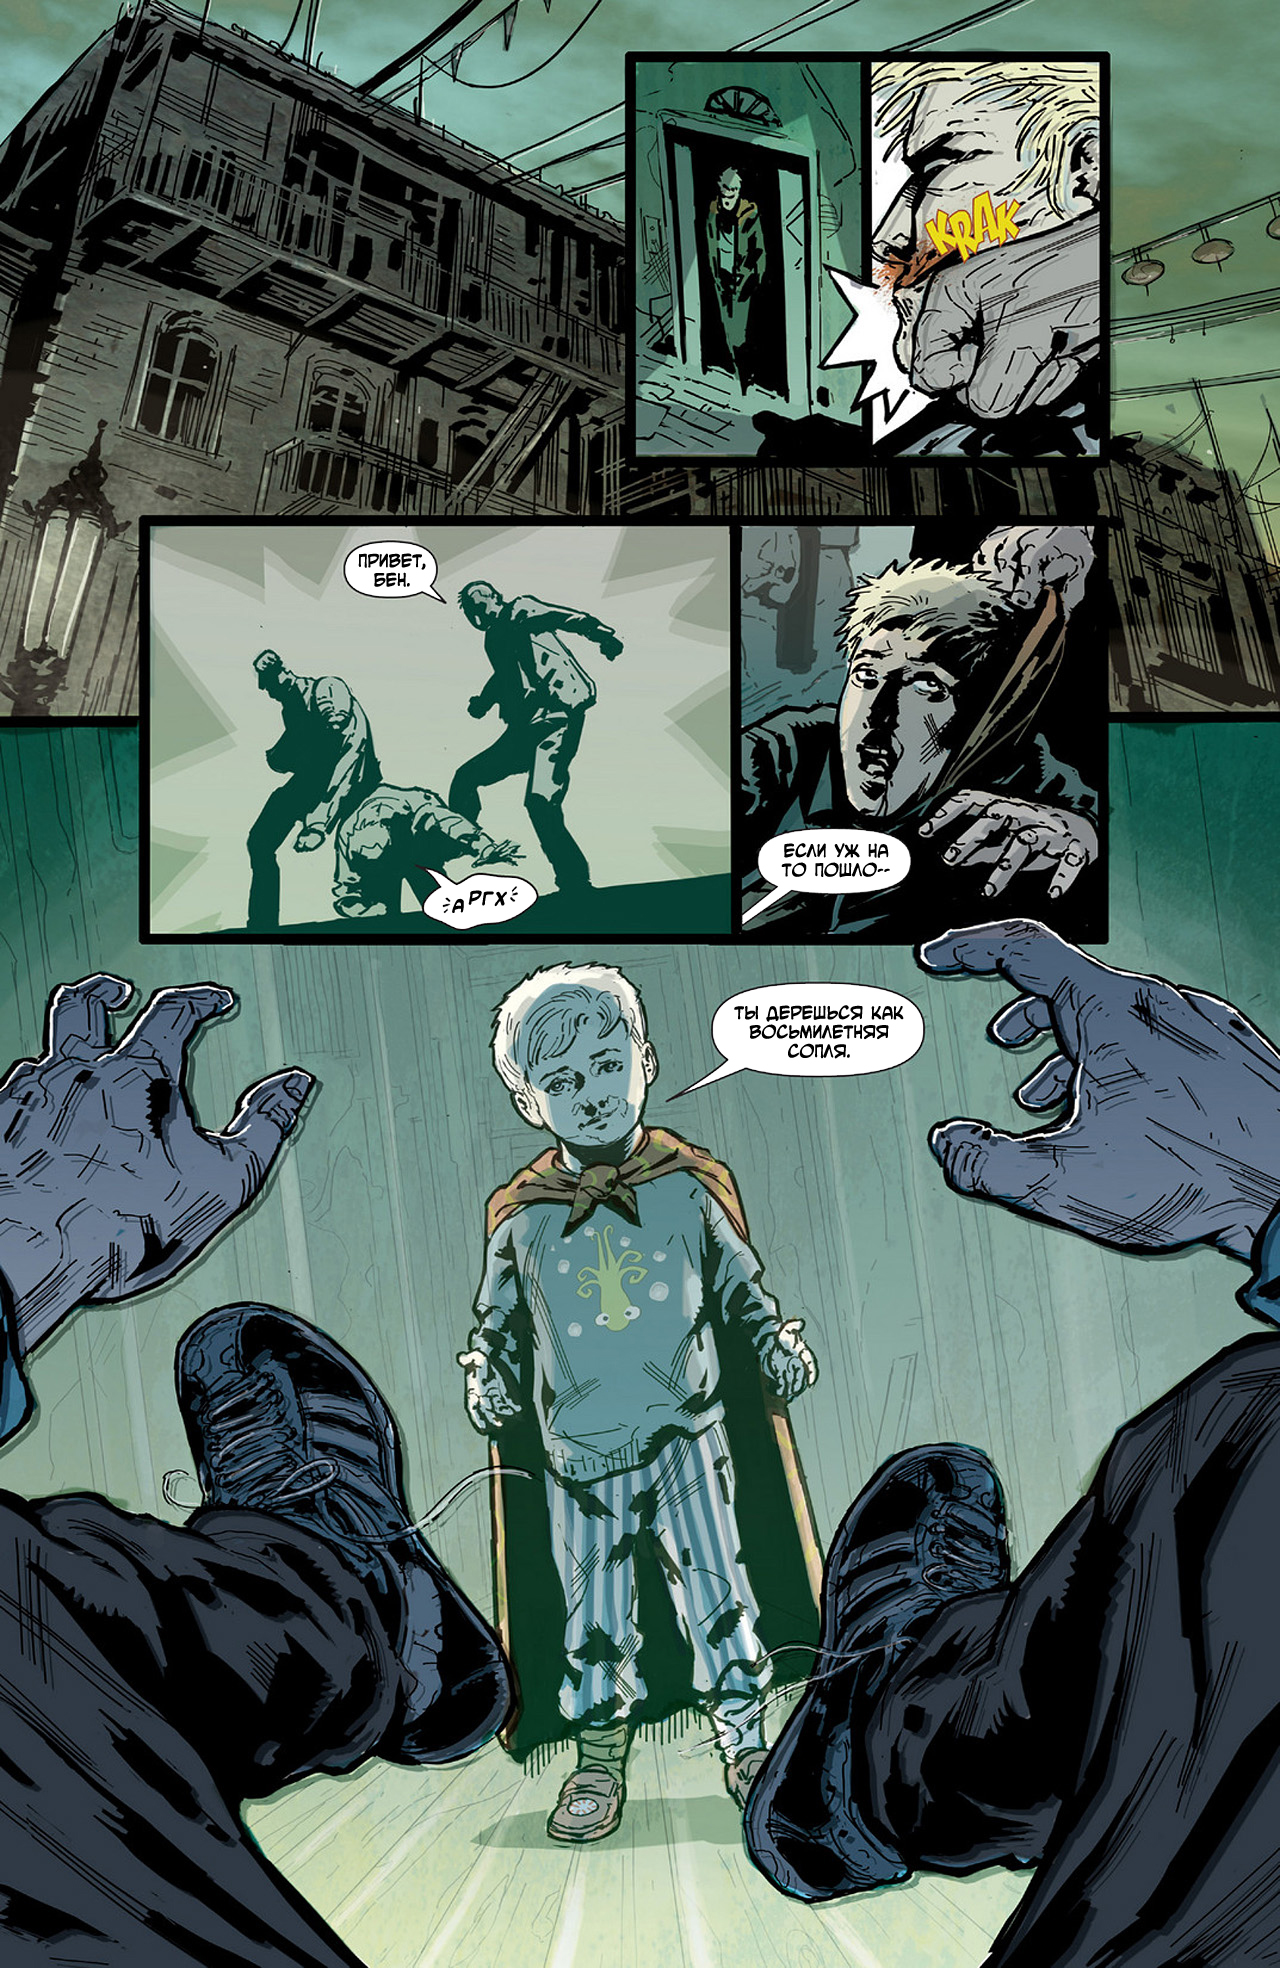 KRAK
ПРИВЕТ,
БЕН.
АРГХ
ЕСЛИ УЖ НА
ТО ПОШЛО--
ТЫ ДЕРЕШЬСЯ КАК
ВОСЬМИЛЕТНЯЯ
СОПЛЯ.